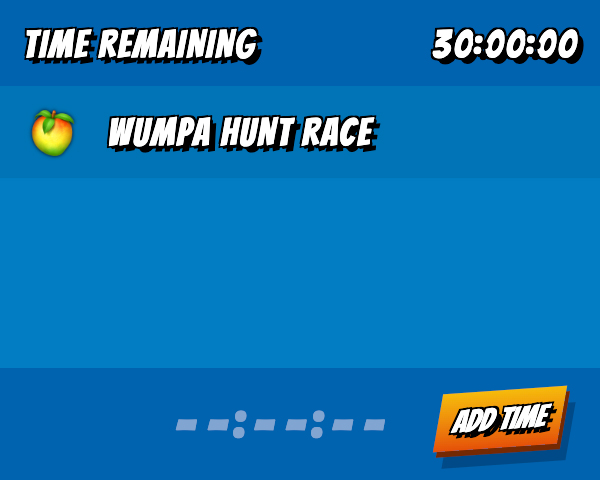 TIME REMAINING 30:00:00
WUMPA HUNT RACE
--:--:--
ADD TIME